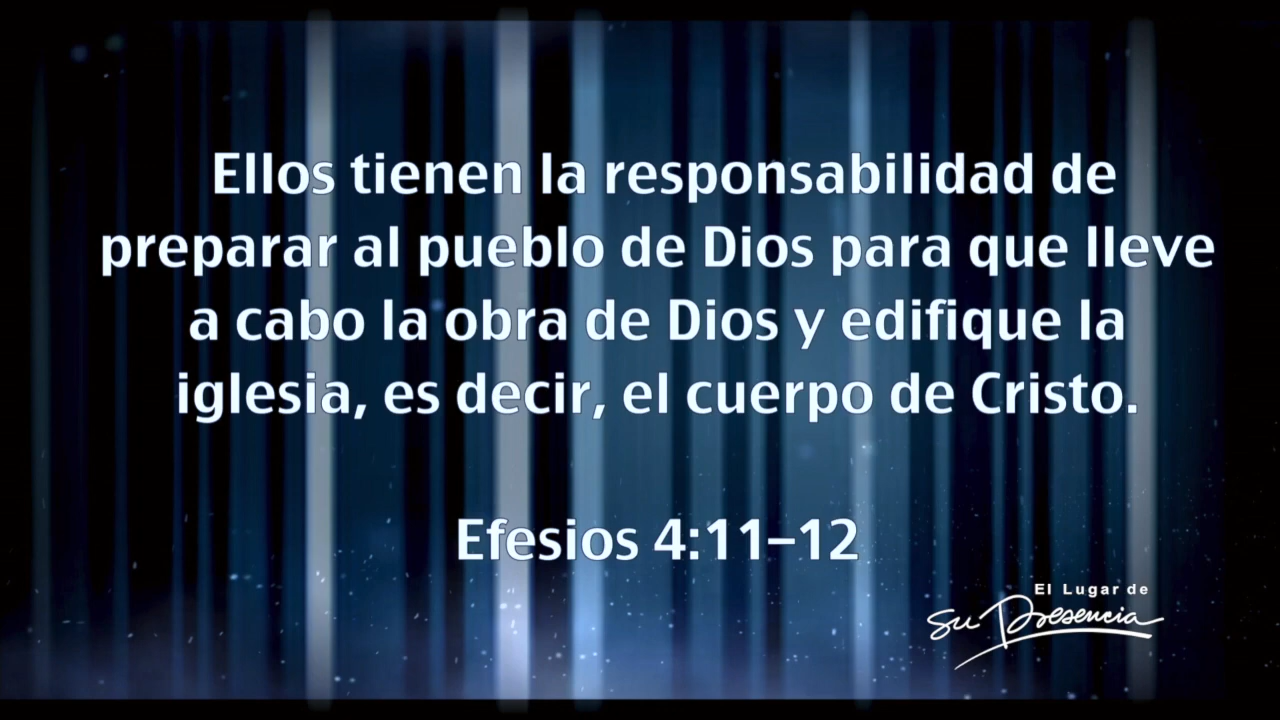 Ellos tienen la responsabilidad de
preparar al pueblo de Dios para que lleve
a cabo la obra de Dios y edifique la
iglesia, es decir, el cuerpo de Cristo.
Efesios 4:11–12
El Lugar de
Su Presencia